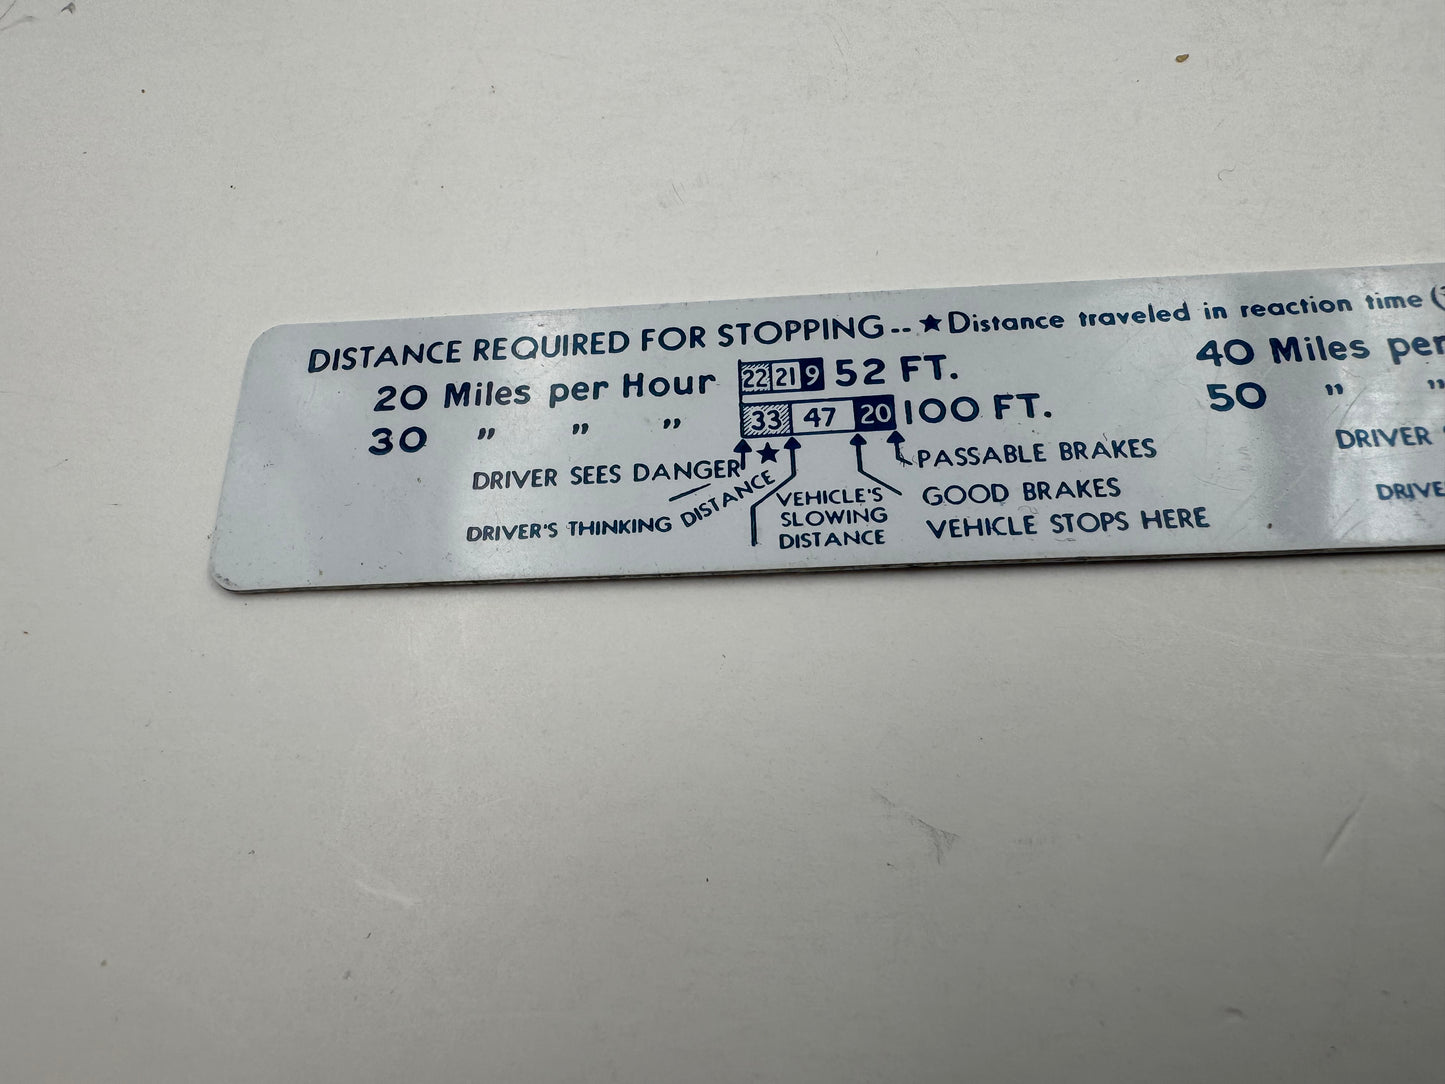 DISTANCE REQUIRED FOR STOPPING -- ★ Distance traveled in reaction time (
20 Miles per Hour 22 21 9 52 FT.
30 " " " 33 47 20 100 FT.
DRIVER SEES DANGER ★
DRIVER'S THINKING DISTANCE
VEHICLE'S
SLOWING
DISTANCE
PASSABLE BRAKES
GOOD BRAKES
VEHICLE STOPS HERE
40 Miles per
50 " "
DRIVER